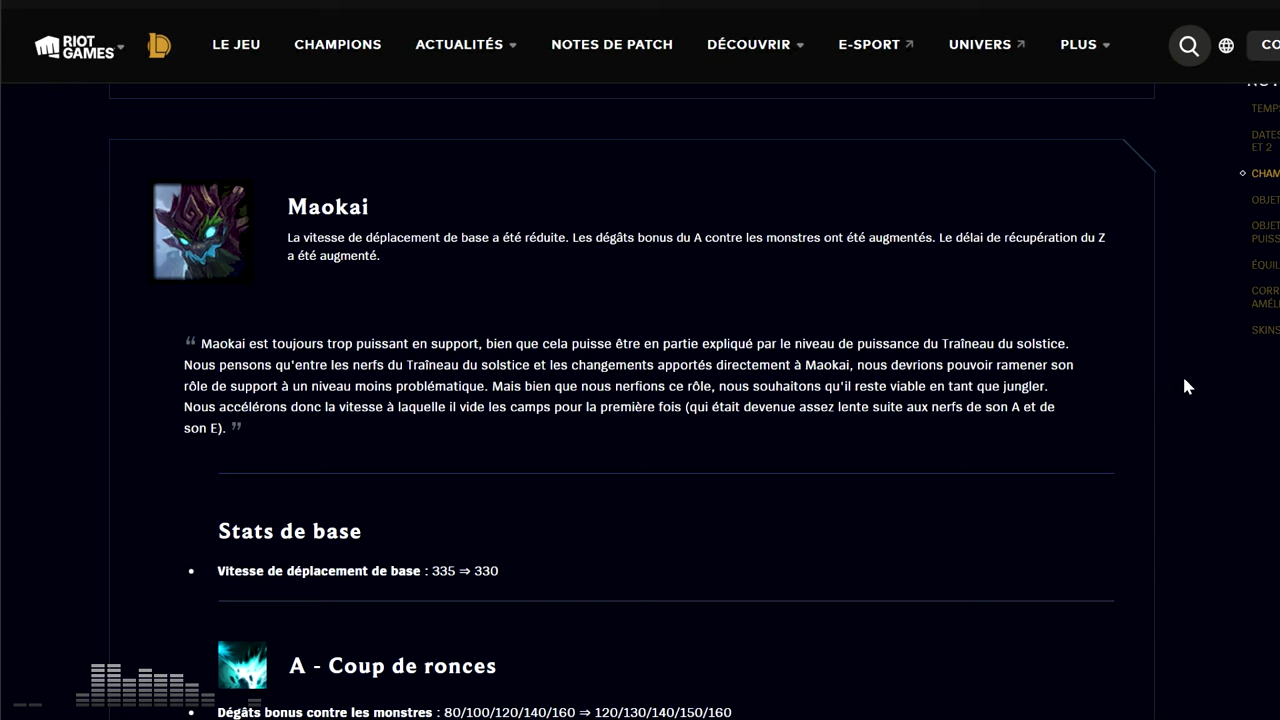 RIOT GAMES
LE JEU CHAMPIONS ACTUALITÉS NOTES DE PATCH DÉCOUVRIR E-SPORT UNIVERS PLUS CO
TEMP
DATES
ET 2
CHAM
OBJET
OBJET
PUISS
ÉQUIL
CORR
AMÉL
SKINS
Maokai
La vitesse de déplacement de base a été réduite. Les dégâts bonus du A contre les monstres ont été augmentés. Le délai de récupération du Z
a été augmenté.
“ Maokai est toujours trop puissant en support, bien que cela puisse être en partie expliqué par le niveau de puissance du Traîneau du solstice.
Nous pensons qu'entre les nerfs du Traîneau du solstice et les changements apportés directement à Maokai, nous devrions pouvoir ramener son
rôle de support à un niveau moins problématique. Mais bien que nous nerfions ce rôle, nous souhaitons qu'il reste viable en tant que jungler.
Nous accélérons donc la vitesse à laquelle il vide les camps pour la première fois (qui était devenue assez lente suite aux nerfs de son A et de
son E). ”
Stats de base
• Vitesse de déplacement de base : 335 ⇒ 330
A - Coup de ronces
• Dégâts bonus contre les monstres : 80/100/120/140/160 ⇒ 120/130/140/150/160